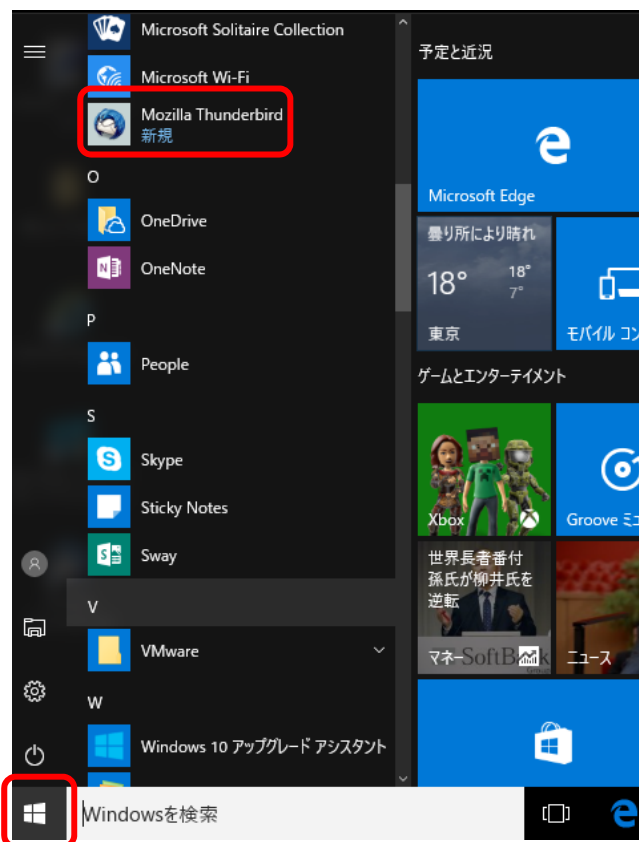 Microsoft Solitaire Collection
Microsoft Wi-Fi
Mozilla Thunderbird
新規
O
OneDrive
OneNote
P
People
S
Skype
Sticky Notes
Sway
V
VMware
W
Windows 10 アップグレード アシスタント
Windowsを検索
予定と近況
Microsoft Edge
曇り所により晴れ
18°
18°
7°
東京
モバイル コン
ゲームとエンターテイメント
Xbox
Groove ミュ
世界長者番付
孫氏が柳井氏を
逆転
マネー
SoftBank
ニュース